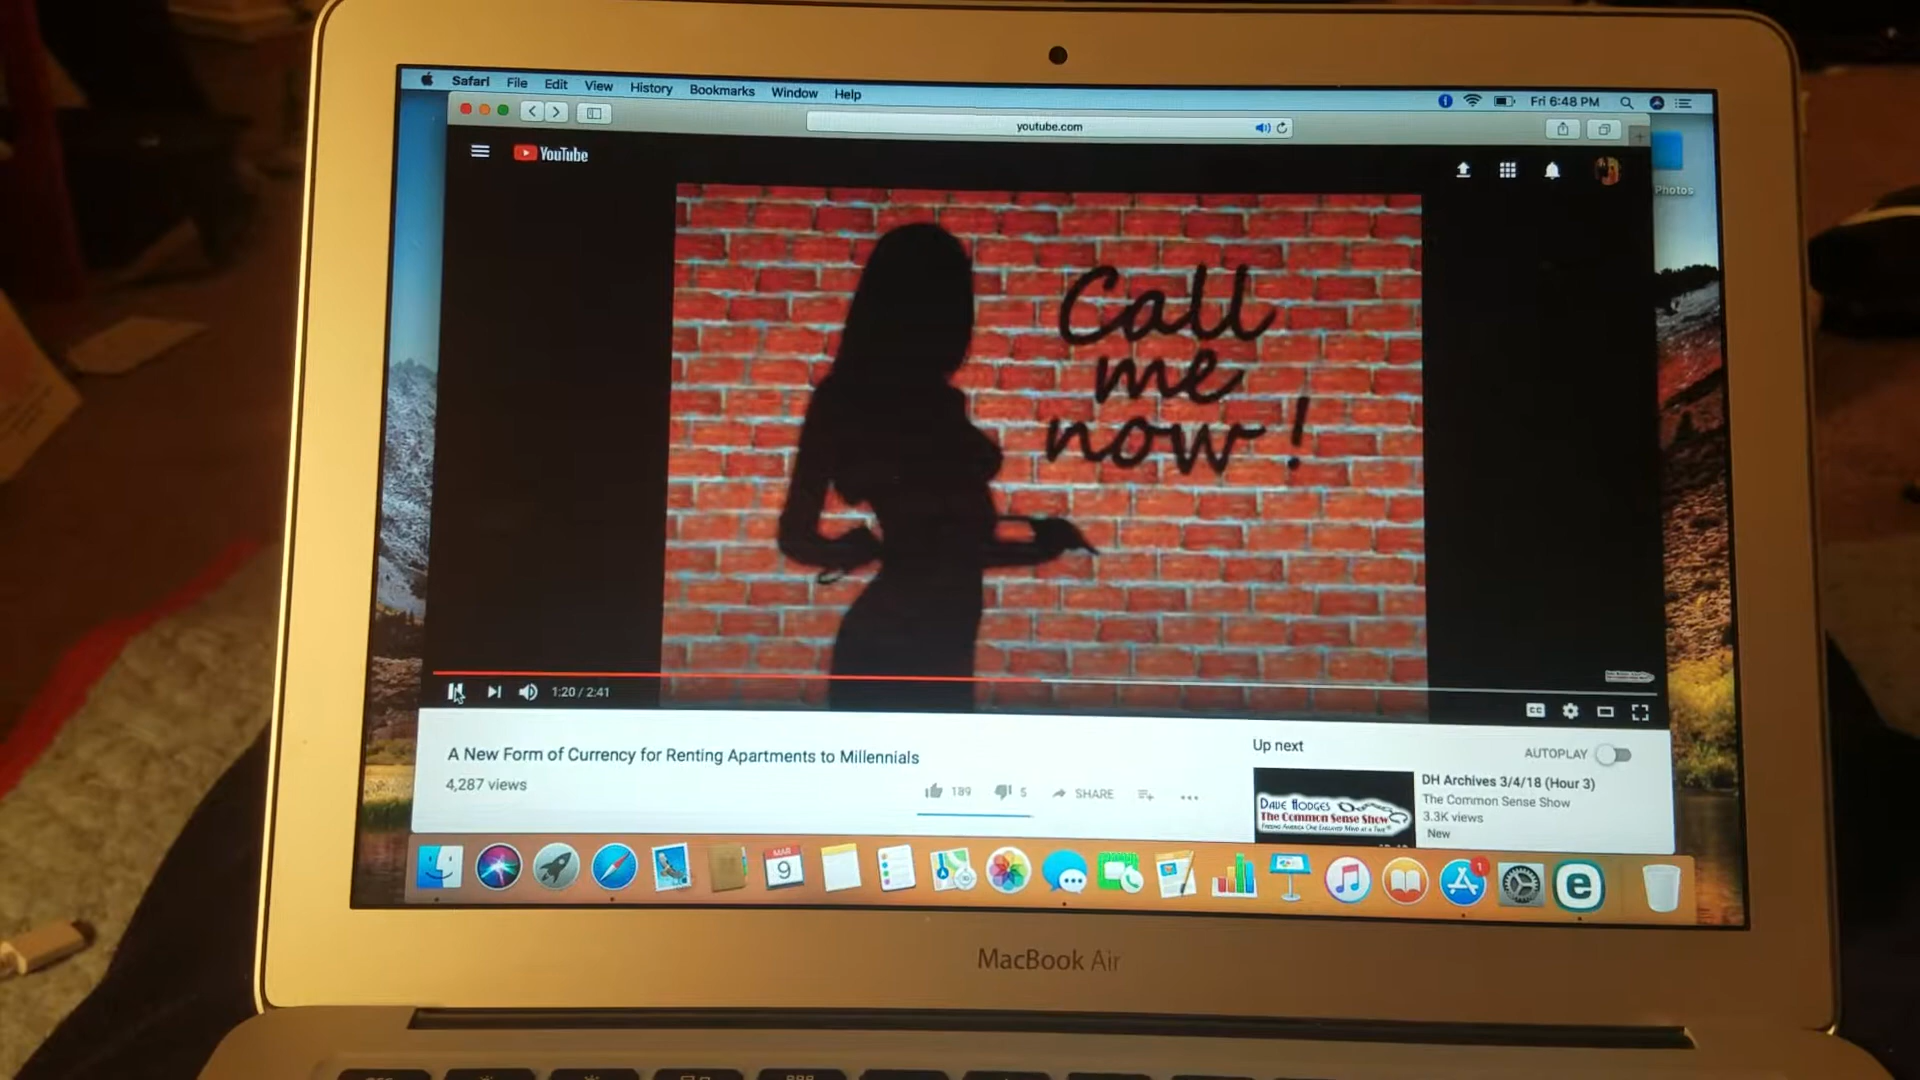 Safari File Edit View History Bookmarks Window Help
Fri 6:48 PM
youtube.com
YouTube
Photos
Call
me
now!
1:20 / 2:41
CC
A New Form of Currency for Renting Apartments to Millennials
4,287 views
189
5
SHARE
Up next
AUTOPLAY
DAVE HODGES
The Common Sense Show
DH Archives 3/4/18 (Hour 3)
The Common Sense Show
3.3K views
New
MAR
9
1
e
MacBook Air